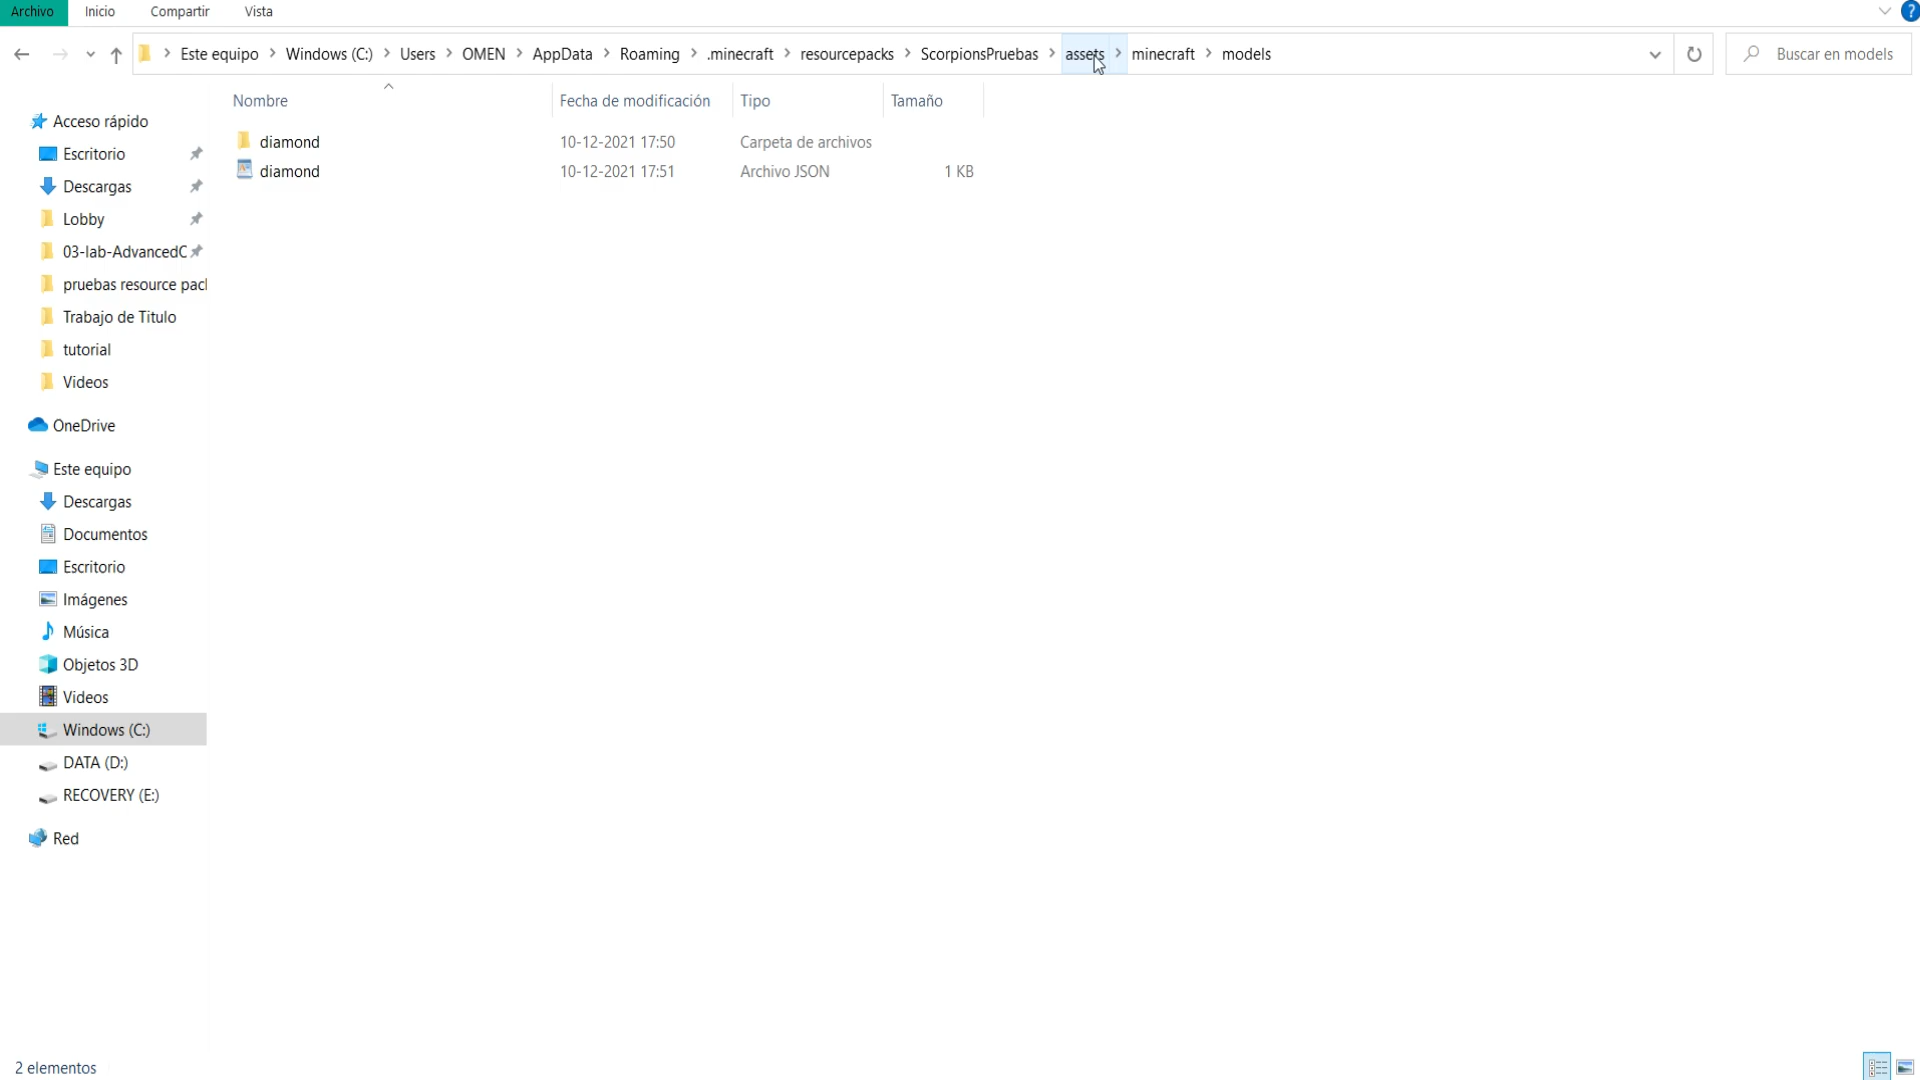 Archivo Inicio Compartir Vista ?
Este equipo Windows (C:) Users OMEN AppData Roaming .minecraft resourcepacks ScorpionsPruebas assets minecraft models Buscar en models
Nombre Fecha de modificación Tipo Tamaño
diamond 10-12-2021 17:50 Carpeta de archivos
diamond 10-12-2021 17:51 Archivo JSON 1 KB
Acceso rápido
Escritorio
Descargas
Lobby
03-lab-AdvancedC
pruebas resource pacl
Trabajo de Titulo
tutorial
Videos
OneDrive
Este equipo
Descargas
Documentos
Escritorio
Imágenes
Música
Objetos 3D
Videos
Windows (C:)
DATA (D:)
RECOVERY (E:)
Red
2 elementos